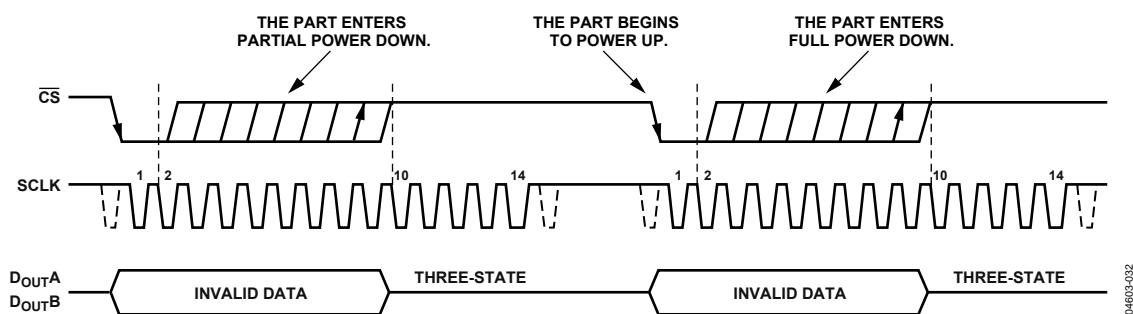 THE PART ENTERS
PARTIAL POWER DOWN.
THE PART BEGINS
TO POWER UP.
THE PART ENTERS
FULL POWER DOWN.
CS
SCLK
1 2 10 14 1 2 10 14
DOUTA
DOUTB
INVALID DATA THREE-STATE INVALID DATA THREE-STATE
04603-032